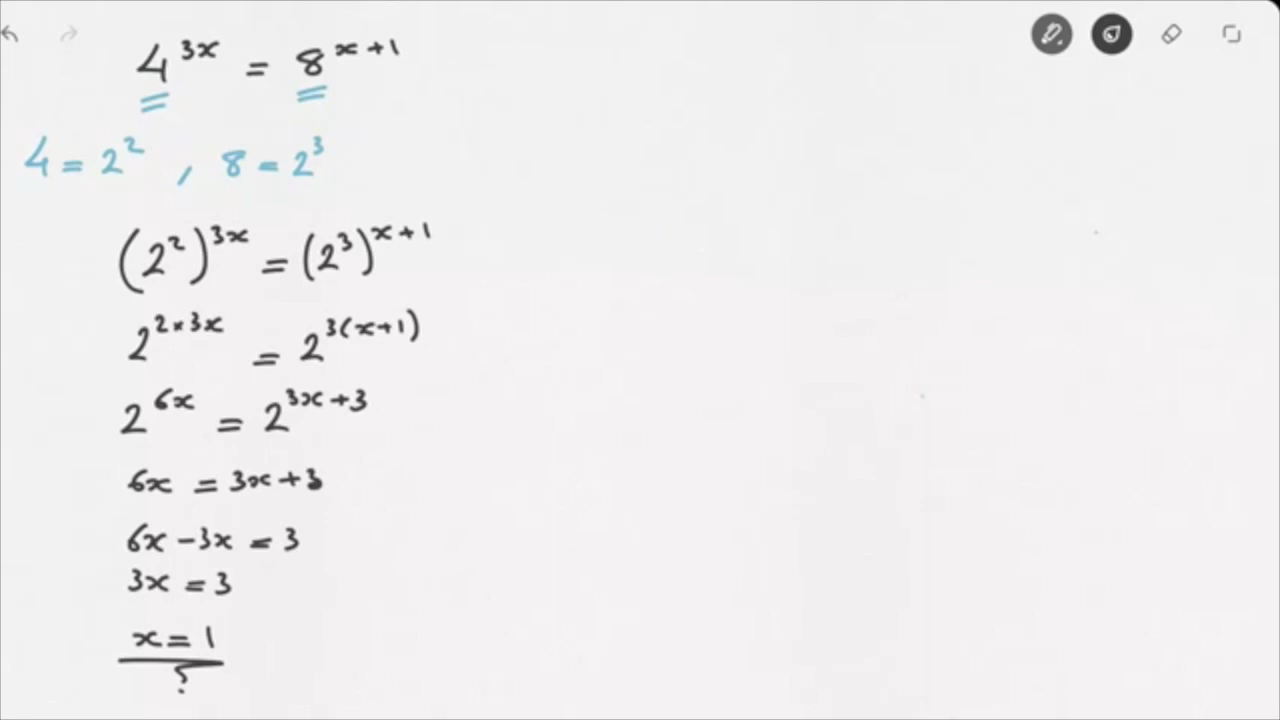 4^{3x} = 8^{x+1}
4 = 2^2 , 8 = 2^3
(2^2)^{3x} = (2^3)^{x+1}
2^{2×3x} = 2^{3(x+1)}
2^{6x} = 2^{3x+3}
6x = 3x+3
6x - 3x = 3
3x = 3
x = 1
?